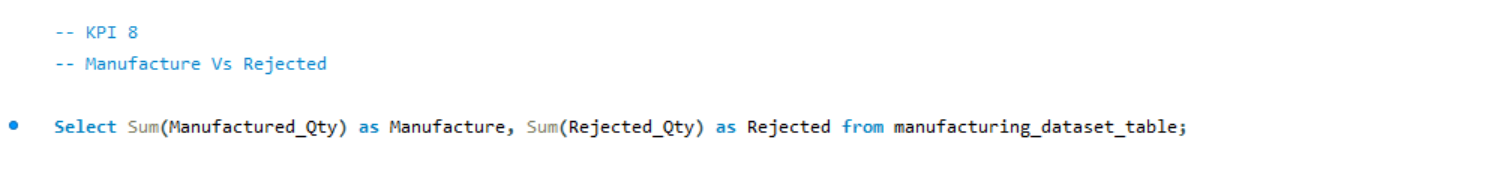 -- KPI 8
-- Manufacture Vs Rejected
Select Sum(Manufactured_Qty) as Manufacture, Sum(Rejected_Qty) as Rejected from manufacturing_dataset_table;